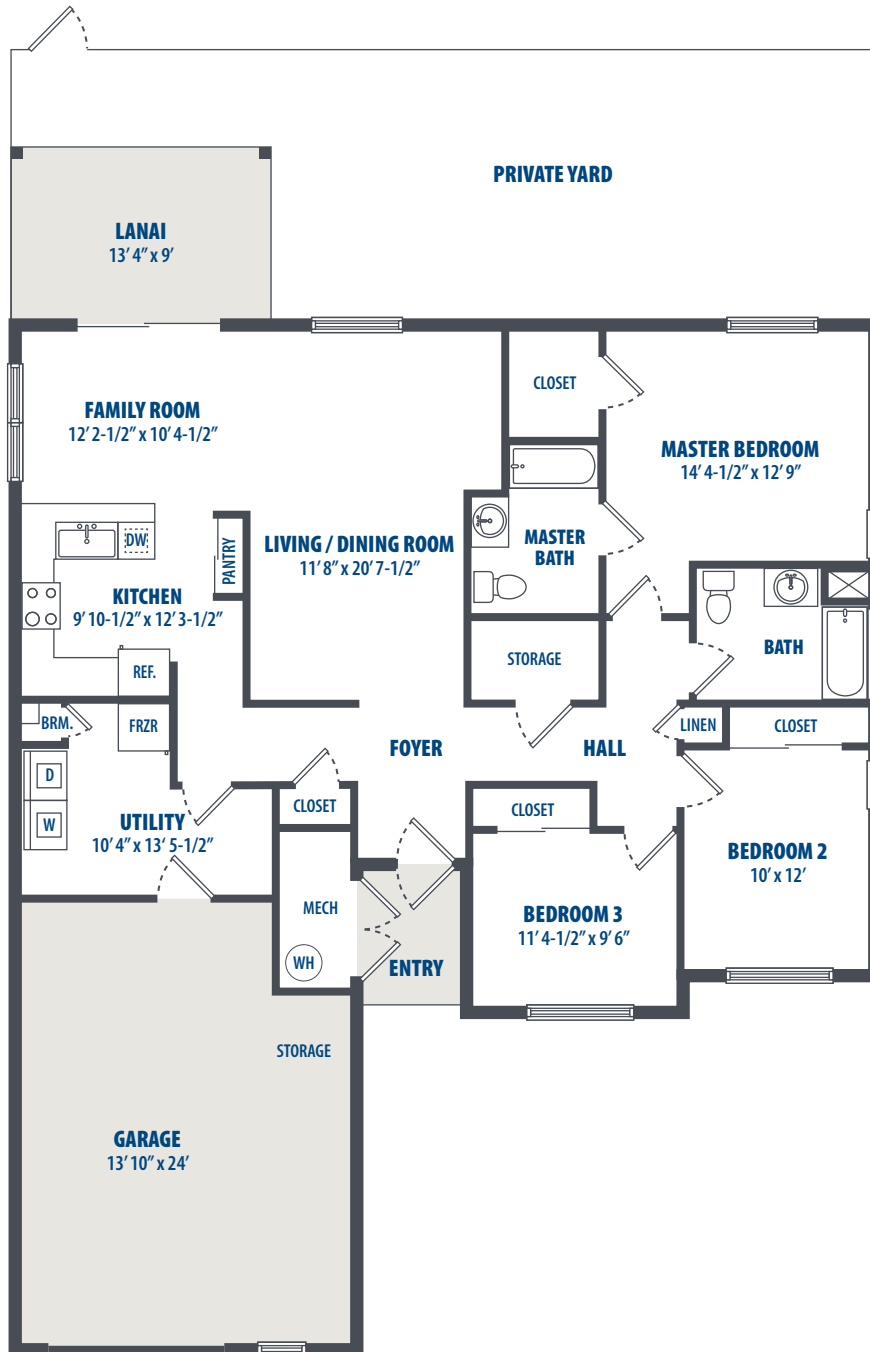 PRIVATE YARD
LANAI
13' 4" x 9'
CLOSET
FAMILY ROOM
12' 2-1/2" x 10' 4-1/2"
MASTER BEDROOM
14' 4-1/2" x 12' 9"
DW
PANTRY
LIVING / DINING ROOM
11' 8" x 20' 7-1/2"
MASTER
BATH
KITCHEN
9' 10-1/2" x 12' 3-1/2"
BATH
STORAGE
REF.
BRM.
FRZR
LINEN
CLOSET
FOYER
HALL
D
W
CLOSET
CLOSET
UTILITY
10' 4" x 13' 5-1/2"
BEDROOM 2
10' x 12'
MECH
BEDROOM 3
11' 4-1/2" x 9' 6"
WH
ENTRY
STORAGE
GARAGE
13' 10" x 24'